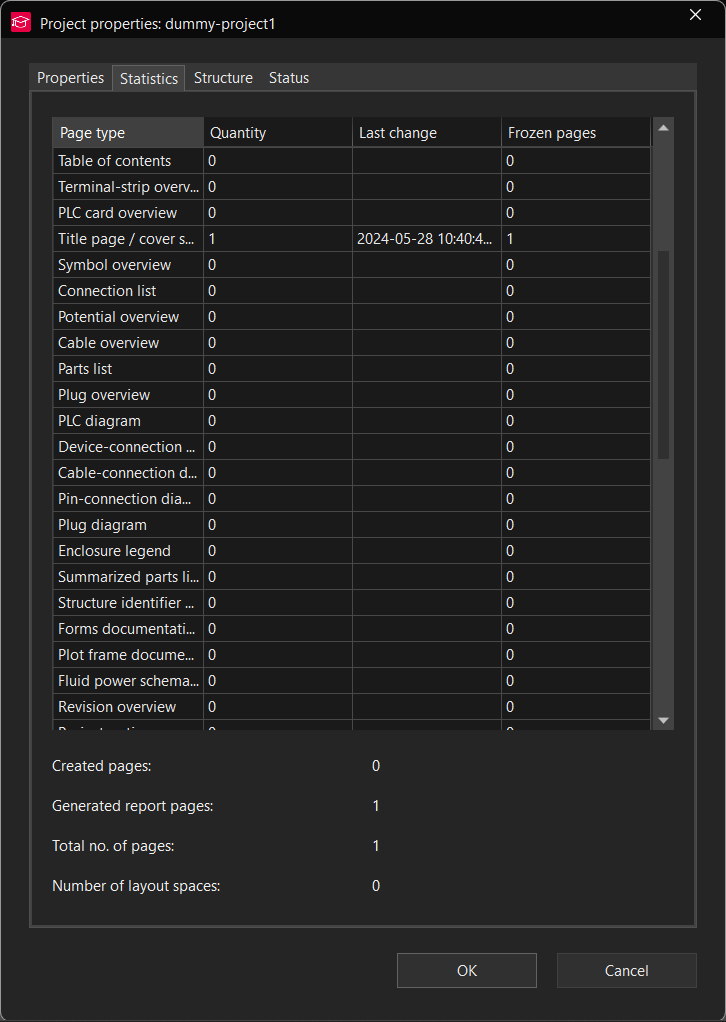 Project properties: dummy-project1
Properties Statistics Structure Status
Page type Quantity Last change Frozen pages
Table of contents 0 0
Terminal-strip overv... 0 0
PLC card overview 0 0
Title page / cover s... 1 2024-05-28 10:40:4... 1
Symbol overview 0 0
Connection list 0 0
Potential overview 0 0
Cable overview 0 0
Parts list 0 0
Plug overview 0 0
PLC diagram 0 0
Device-connection ... 0 0
Cable-connection d... 0 0
Pin-connection dia... 0 0
Plug diagram 0 0
Enclosure legend 0 0
Summarized parts li... 0 0
Structure identifier ... 0 0
Forms documentati... 0 0
Plot frame docume... 0 0
Fluid power schema... 0 0
Revision overview 0 0
Created pages: 0
Generated report pages: 1
Total no. of pages: 1
Number of layout spaces: 0
OK Cancel